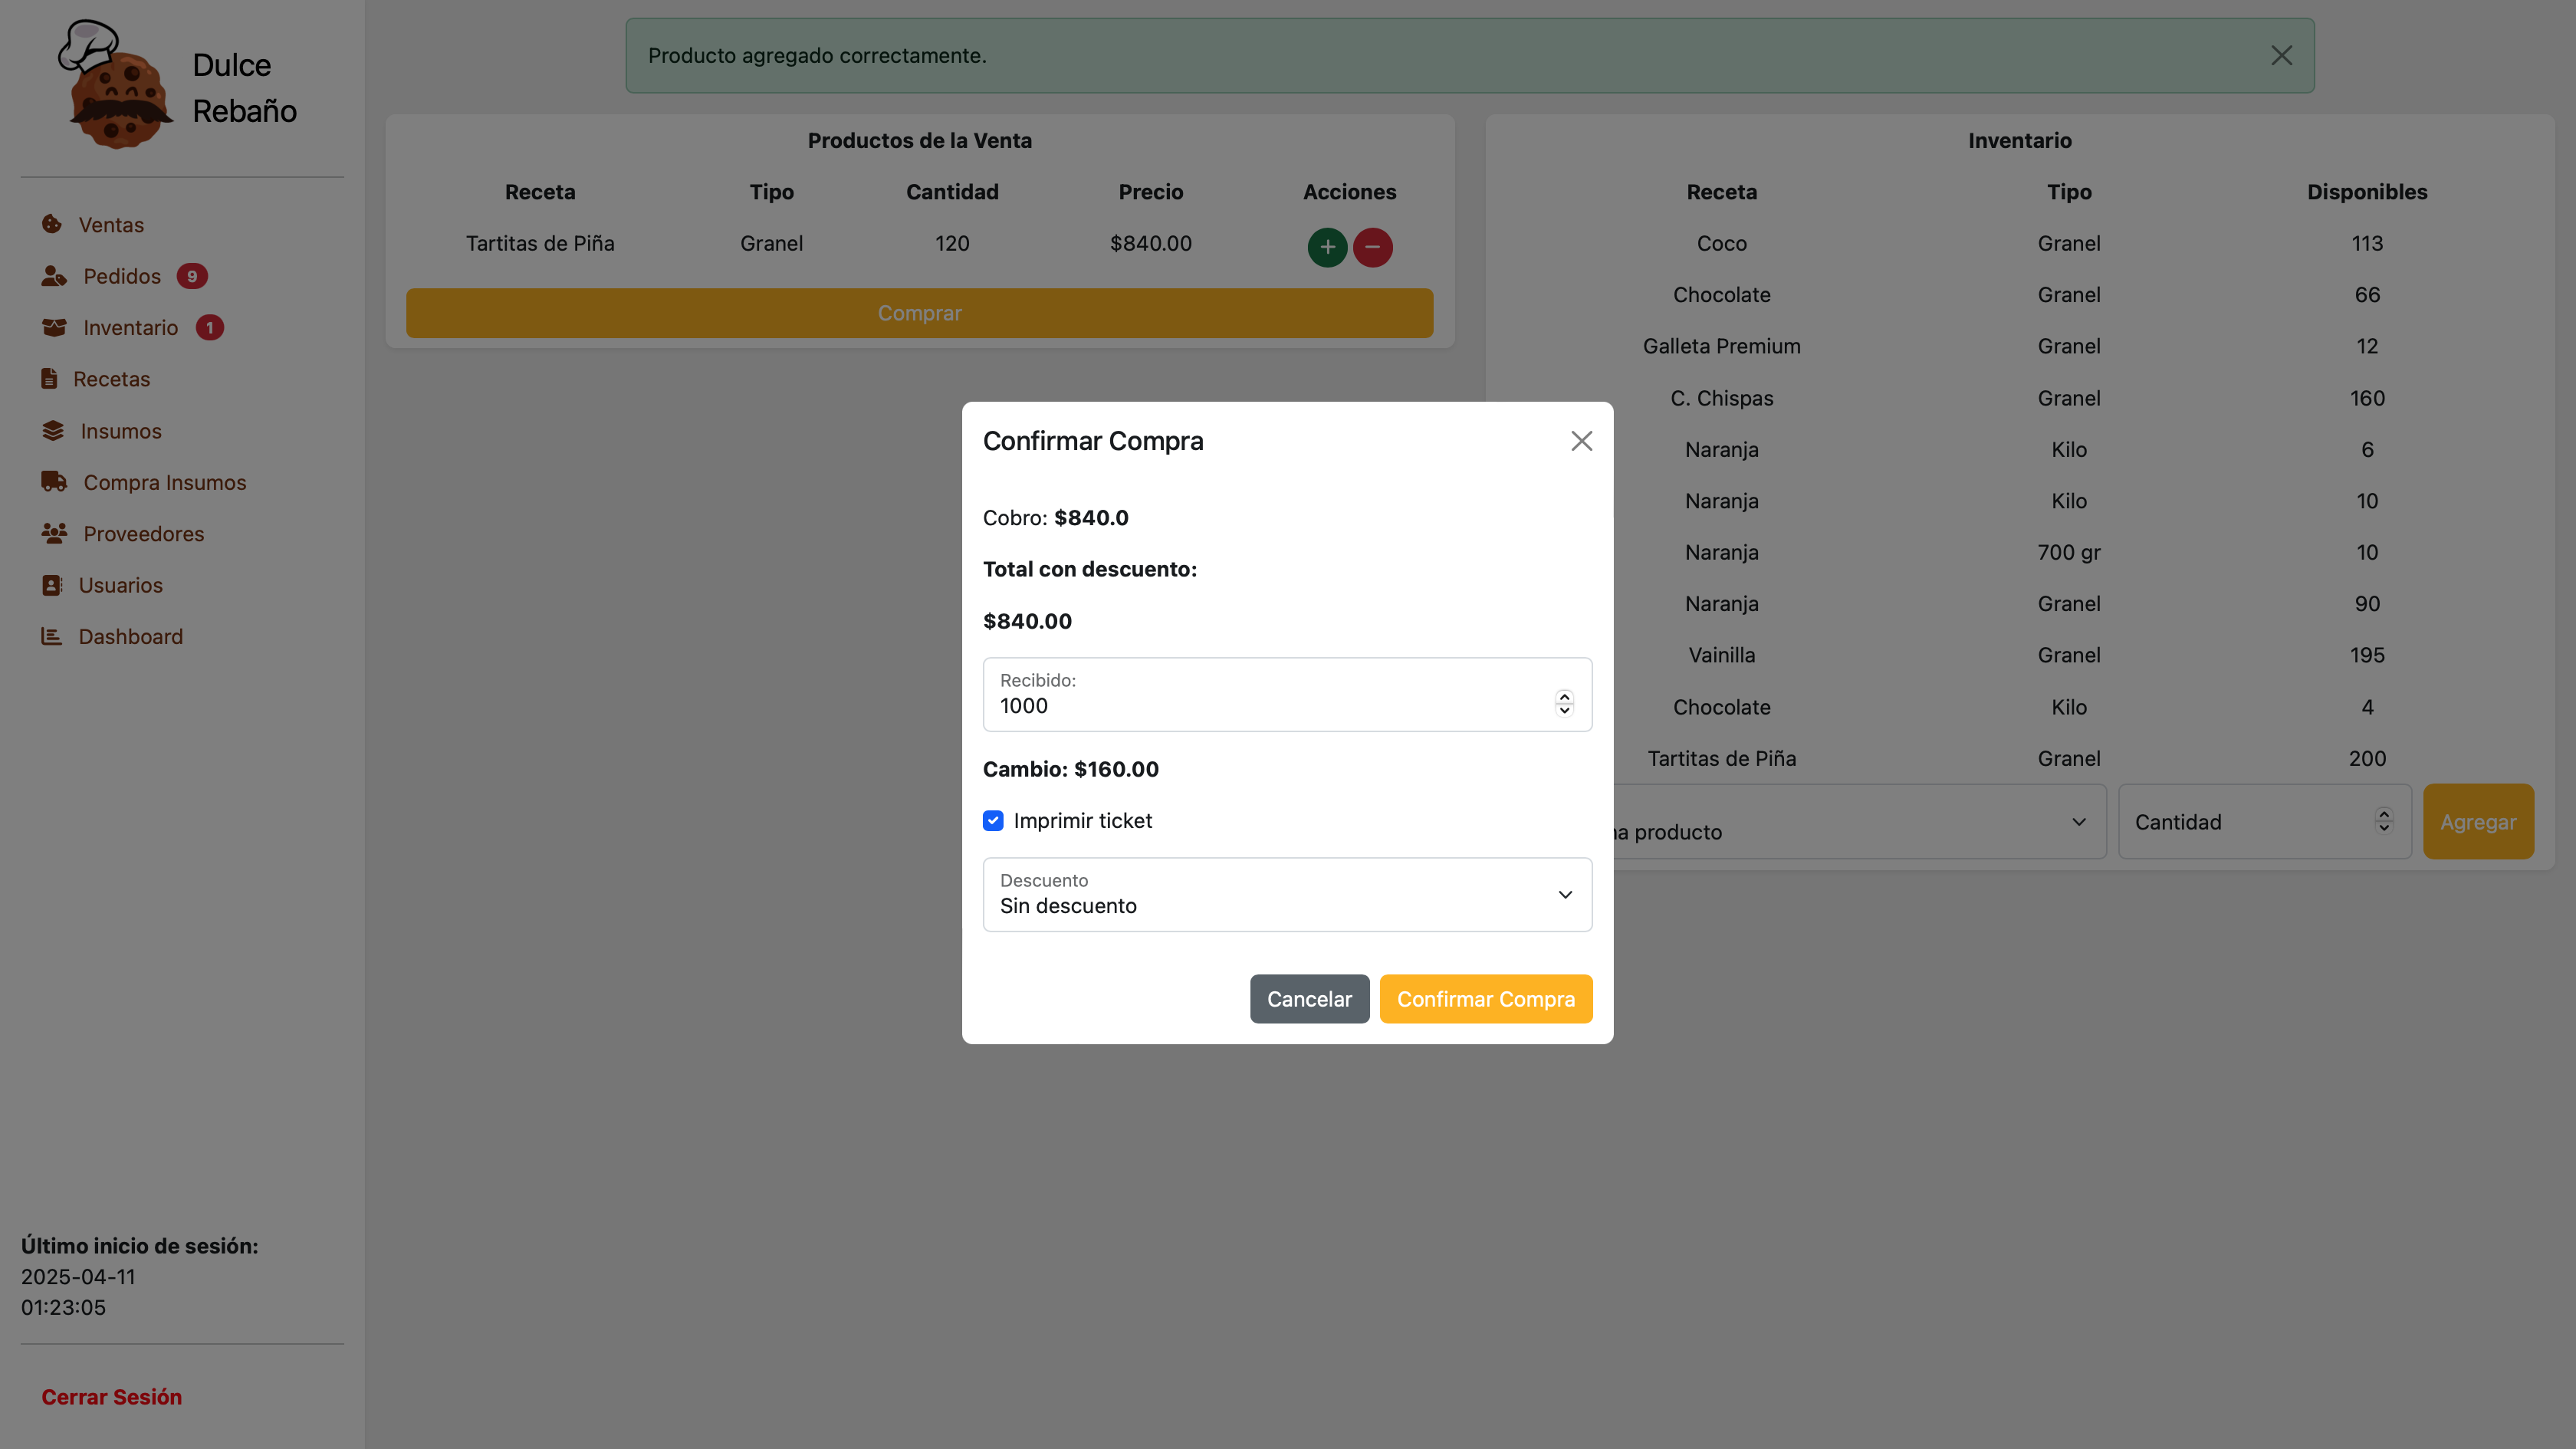 Dulce
Rebaño
Ventas
Pedidos 9
Inventario 1
Recetas
Insumos
Compra Insumos
Proveedores
Usuarios
Dashboard
Último inicio de sesión:
2025-04-11
01:23:05
Cerrar Sesión
Producto agregado correctamente.
Productos de la Venta
Receta Tipo Cantidad Precio Acciones
Tartitas de Piña Granel 120 $840.00
Comprar
Inventario
Receta Tipo Disponibles
Coco Granel 113
Chocolate Granel 66
Galleta Premium Granel 12
C. Chispas Granel 160
Naranja Kilo 6
Naranja Kilo 10
Naranja 700 gr 10
Naranja Granel 90
Vainilla Granel 195
Chocolate Kilo 4
Tartitas de Piña Granel 200
producto Cantidad Agregar
Confirmar Compra
Cobro: $840.0
Total con descuento:
$840.00
Recibido:
1000
Cambio: $160.00
Imprimir ticket
Descuento
Sin descuento
Cancelar Confirmar Compra